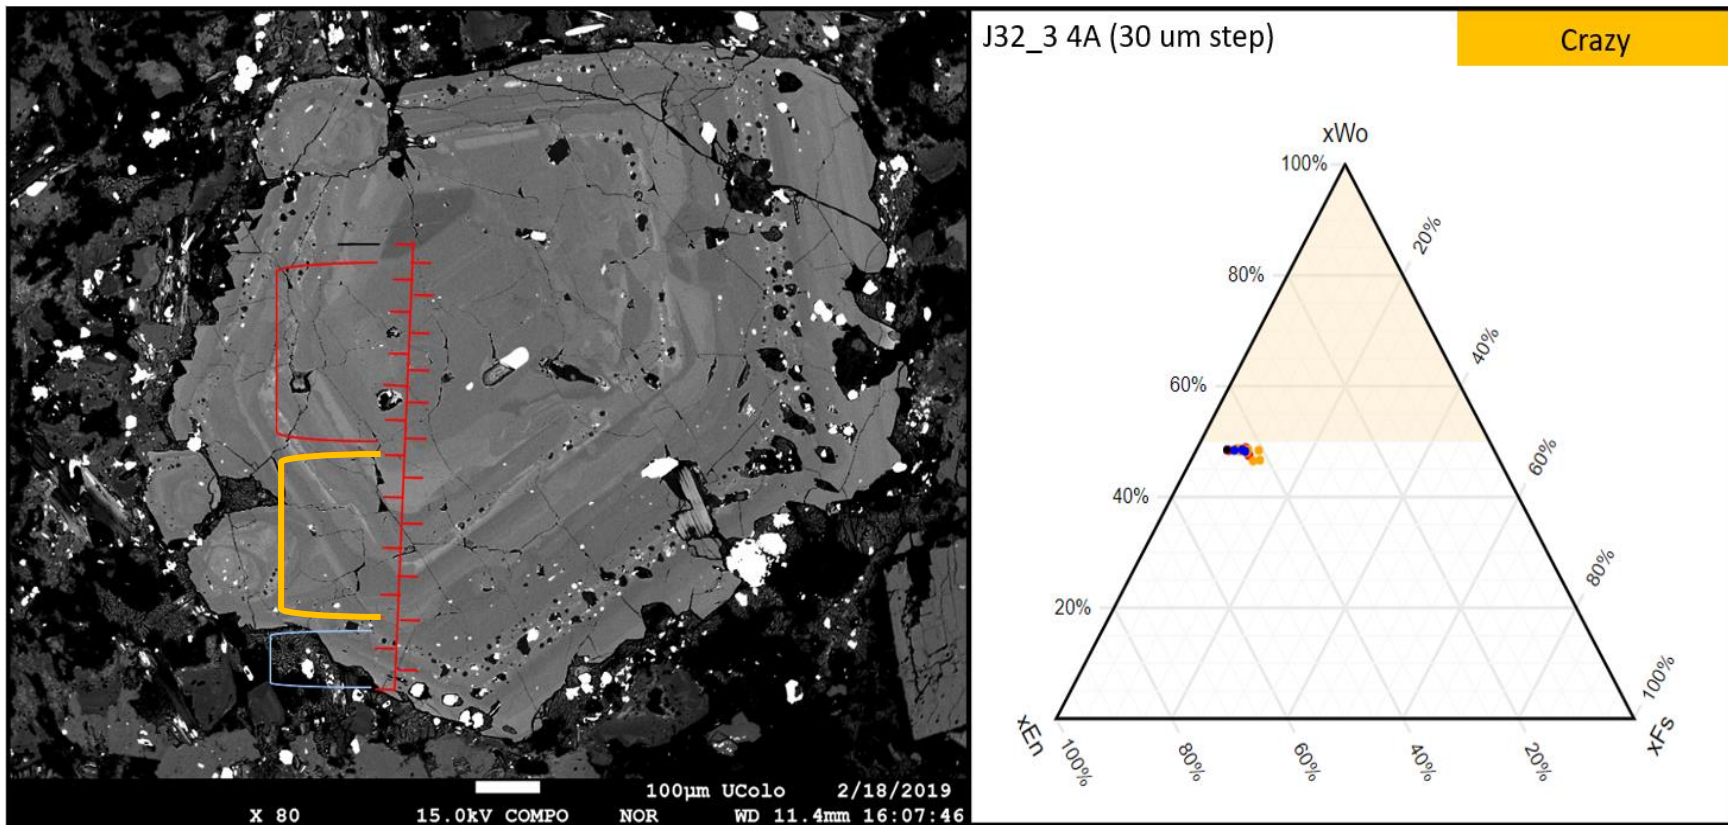 J32_3 4A (30 um step)
Crazy
xWo
100%
20%
80%
40%
60%
60%
40%
80%
20%
100%
xEn
100%
80%
60%
40%
20%
xFs
100µm UColo 2/18/2019
X 80 15.0kV COMPO NOR WD 11.4mm 16:07:46